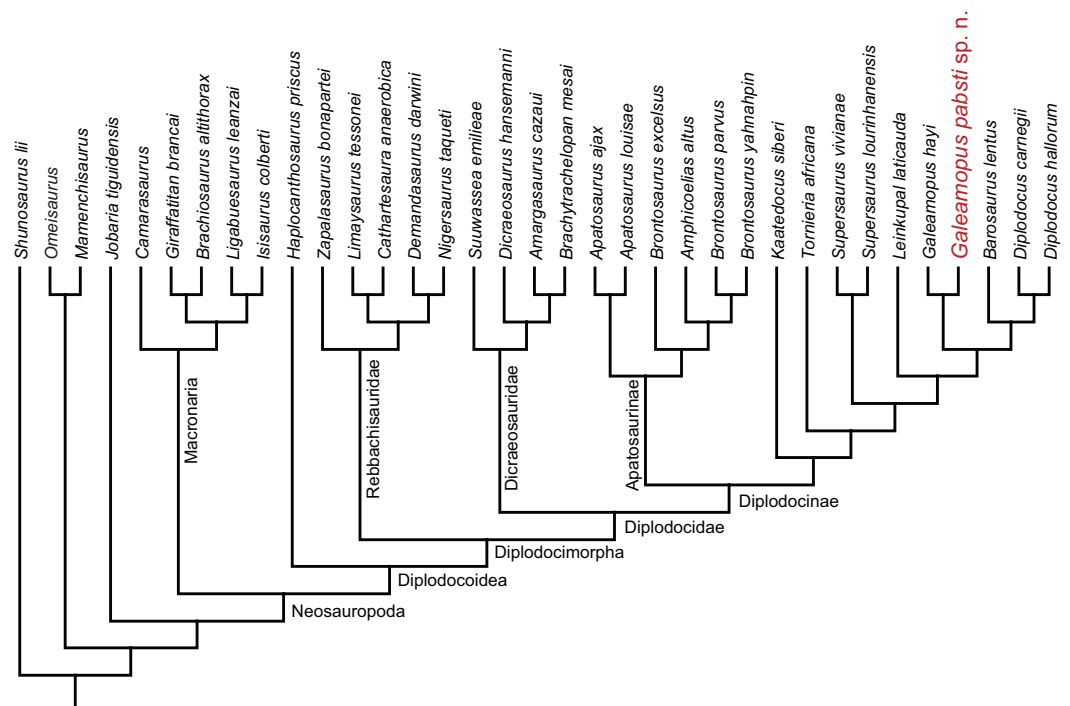 Shunosaurus lii
Omeisaurus
Mamenchisaurus
Jobaria tiguidensis
Camarasaurus
Giraffatitan brancai
Brachiosaurus altithorax
Ligabuesaurus leanzai
Isisaurus colberti
Haplocanthosaurus priscus
Zapalasaurus bonapartei
Limaysaurus tessonei
Cathartesaura anaerobica
Demandasaurus darwini
Nigersaurus taqueti
Suuwassea emilieae
Dicraeosaurus hansemanni
Amargasaurus cazaui
Brachytrachelopan mesai
Apatosaurus ajax
Apatosaurus louisae
Brontosaurus excelsus
Amphicoelias altus
Brontosaurus parvus
Brontosaurus yahnahpin
Kaatedocus siberi
Tornieria africana
Supersaurus vivianae
Supersaurus lourinhanensis
Leinkupal laticauda
Galeamopus hayi
Galeamopus pabsti sp. n.
Barosaurus lentus
Diplodocus carnegii
Diplodocus hallorum
Macronaria
Rebbachisauridae
Dicraeosauridae
Apatosaurinae
Diplodocinae
Diplodocidae
Diplodocimorpha
Diplodocoidea
Neosauropoda